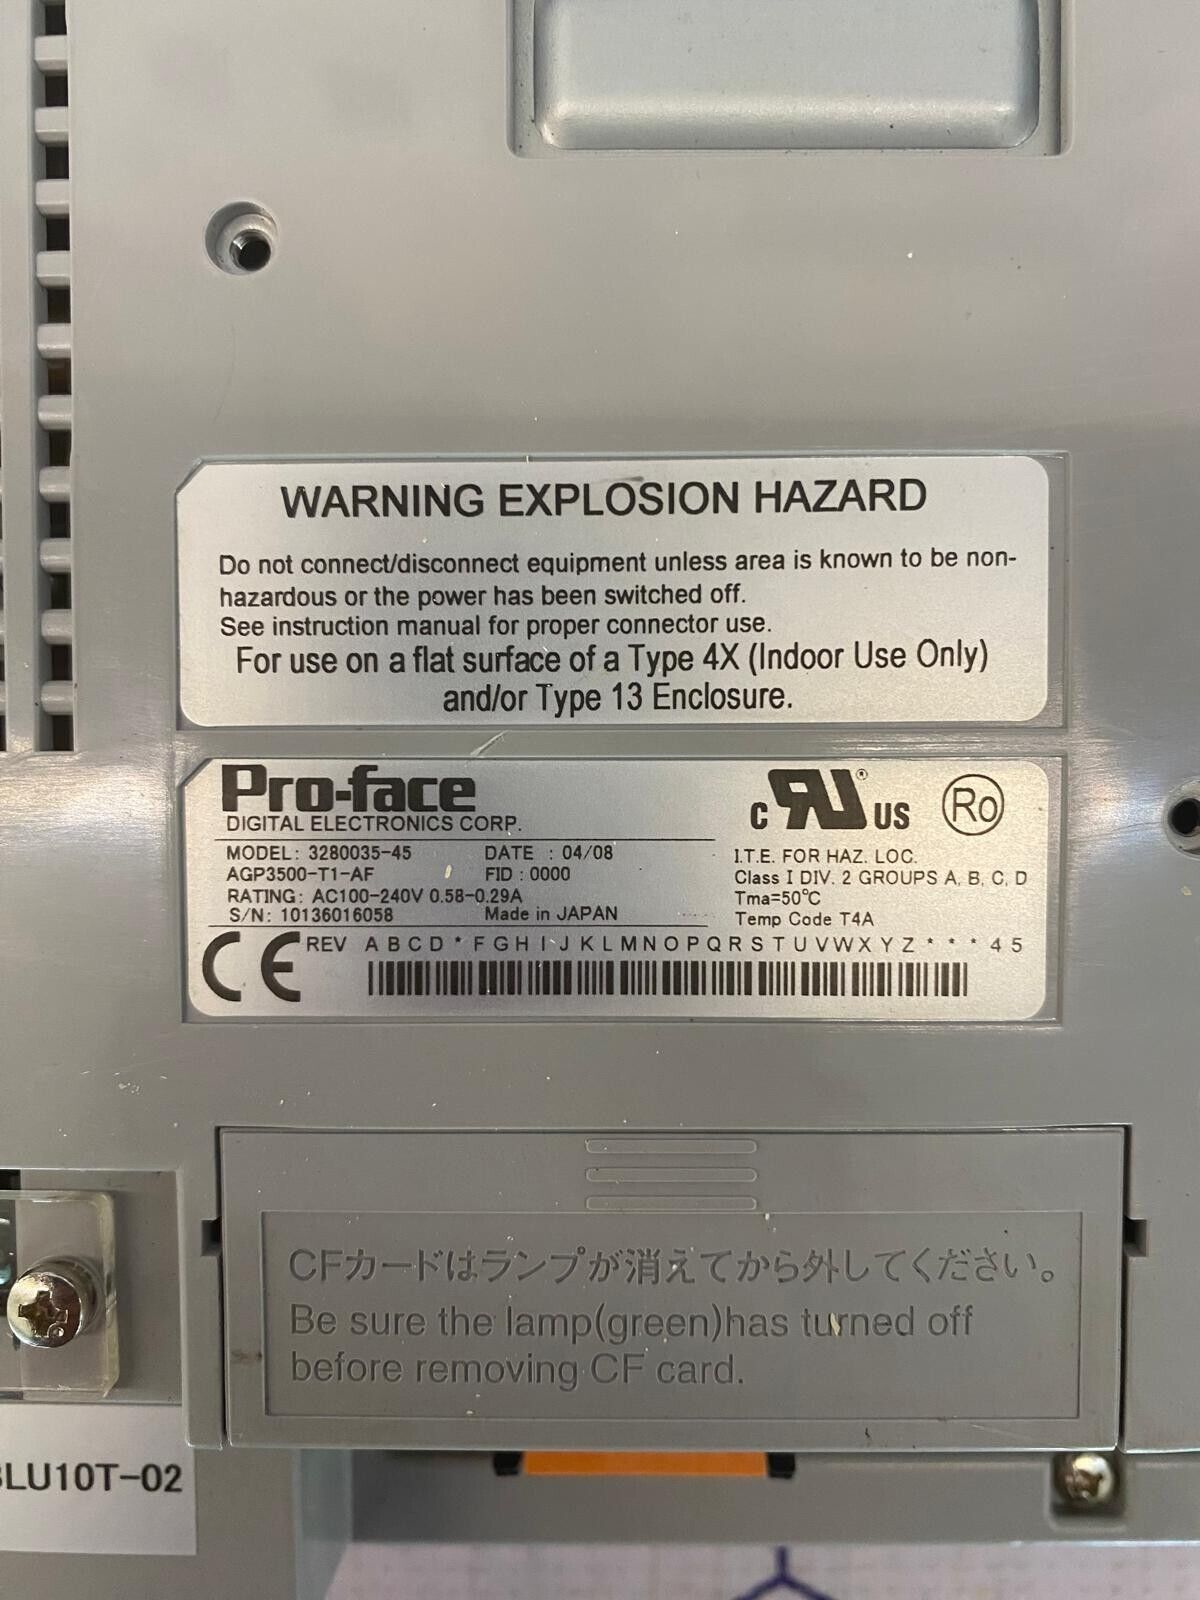 WARNING EXPLOSION HAZARD
Do not connect/disconnect equipment unless area is known to be non-
hazardous or the power has been switched off.
See instruction manual for proper connector use.
For use on a flat surface of a Type 4X (Indoor Use Only)
and/or Type 13 Enclosure.
Pro-face
DIGITAL ELECTRONICS CORP.
c RU ® US Ro
MODEL: 3280035-45 DATE : 04/08
AGP3500-T1-AF FID : 0000
RATING: AC100-240V 0.58-0.29A
S/N: 10136016058 Made in JAPAN
I.T.E. FOR HAZ. LOC.
Class I DIV. 2 GROUPS A, B, C, D
Tma=50°C
Temp Code T4A
CE REV A B C D * F G H I J K L M N O P Q R S T U V W X Y Z * * * 4 5
CFカードはランプが消えてから外してください。
Be sure the lamp(green)has turned off
before removing CF card.
LU10T-02